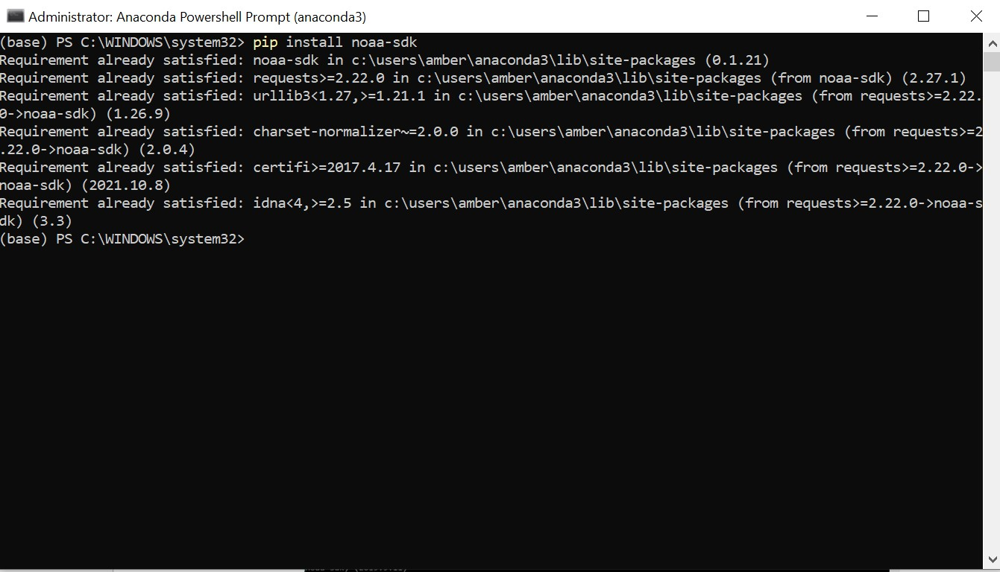 Administrator: Anaconda Powershell Prompt (anaconda3)
(base) PS C:\WINDOWS\system32> pip install noaa-sdk
Requirement already satisfied: noaa-sdk in c:\users\amber\anaconda3\lib\site-packages (0.1.21)
Requirement already satisfied: requests>=2.22.0 in c:\users\amber\anaconda3\lib\site-packages (from noaa-sdk) (2.27.1)
Requirement already satisfied: urllib3<1.27,>=1.21.1 in c:\users\amber\anaconda3\lib\site-packages (from requests>=2.22.
0->noaa-sdk) (1.26.9)
Requirement already satisfied: charset-normalizer~=2.0.0 in c:\users\amber\anaconda3\lib\site-packages (from requests>=2
.22.0->noaa-sdk) (2.0.4)
Requirement already satisfied: certifi>=2017.4.17 in c:\users\amber\anaconda3\lib\site-packages (from requests>=2.22.0->
noaa-sdk) (2021.10.8)
Requirement already satisfied: idna<4,>=2.5 in c:\users\amber\anaconda3\lib\site-packages (from requests>=2.22.0->noaa-s
dk) (3.3)
(base) PS C:\WINDOWS\system32>